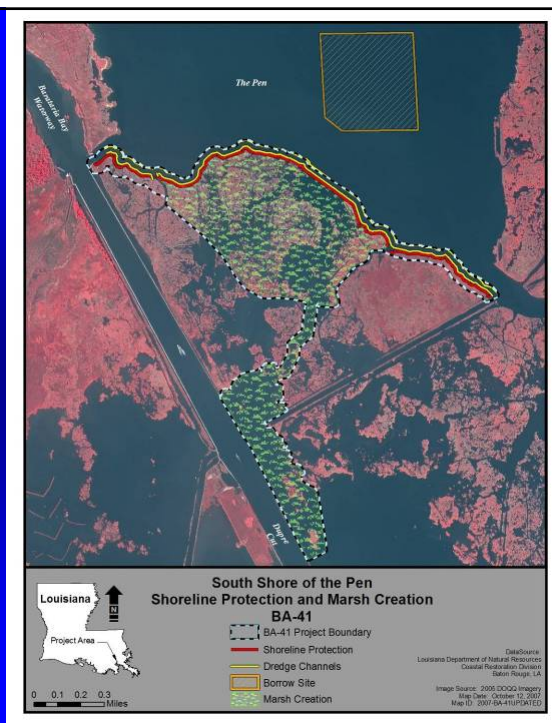 The Pen
Barataria Bay
Waterway
Dupre
Cut
South Shore of the Pen
Shoreline Protection and Marsh Creation
BA-41
Louisiana
N
Project Area
0 0.1 0.2 0.3
Miles
BA-41 Project Boundary
Shoreline Protection
Dredge Channels
Borrow Site
Marsh Creation
DataSource:
Louisiana Department of Natural Resources
Coastal Restoration Division
Baton Rouge, LA
Image Source: 2005 DOQQ Imagery
Map Date: October 12, 2007
Map ID: 2007-BA-41UPDATED